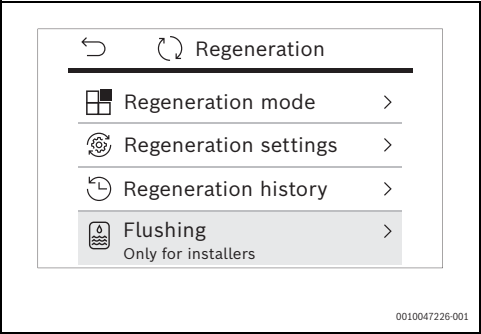 Regeneration
Regeneration mode
Regeneration settings
Regeneration history
Flushing
Only for installers
0010047226-001